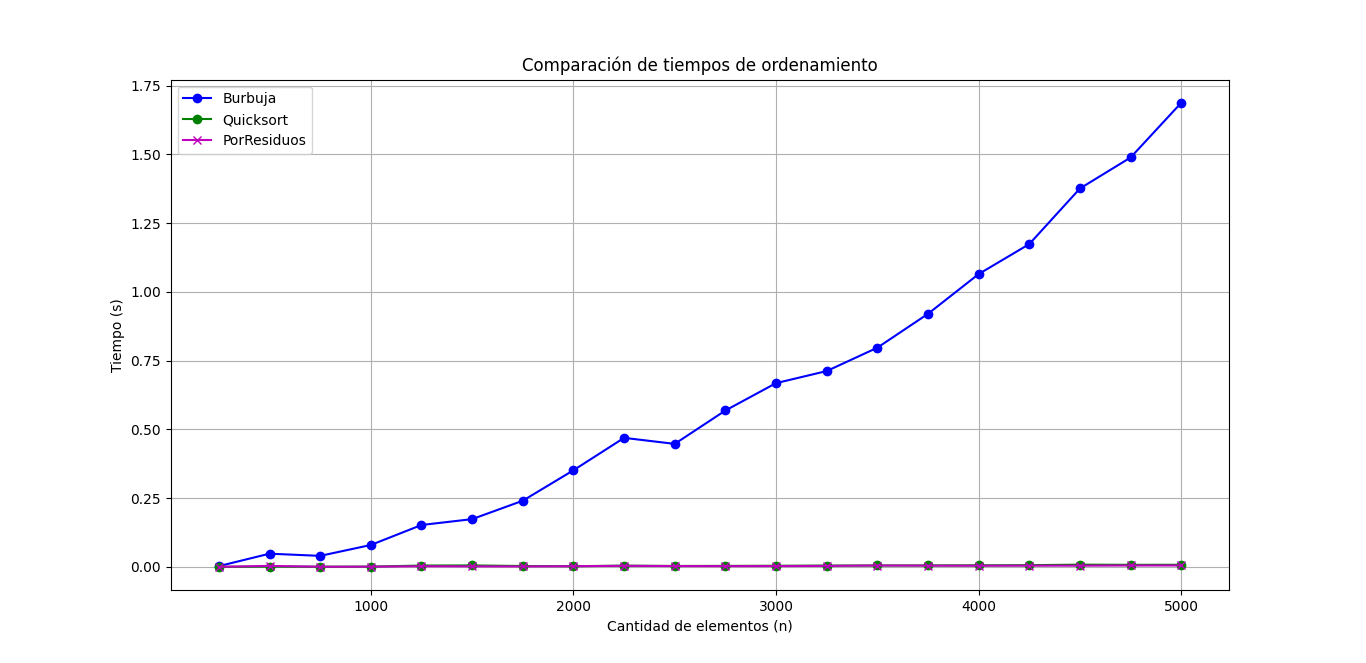 Comparación de tiempos de ordenamiento
1.75
1.50
1.25
1.00
0.75
0.50
0.25
0.00
Tiempo (s)
Burbuja
Quicksort
PorResiduos
1000 2000 3000 4000 5000
Cantidad de elementos (n)